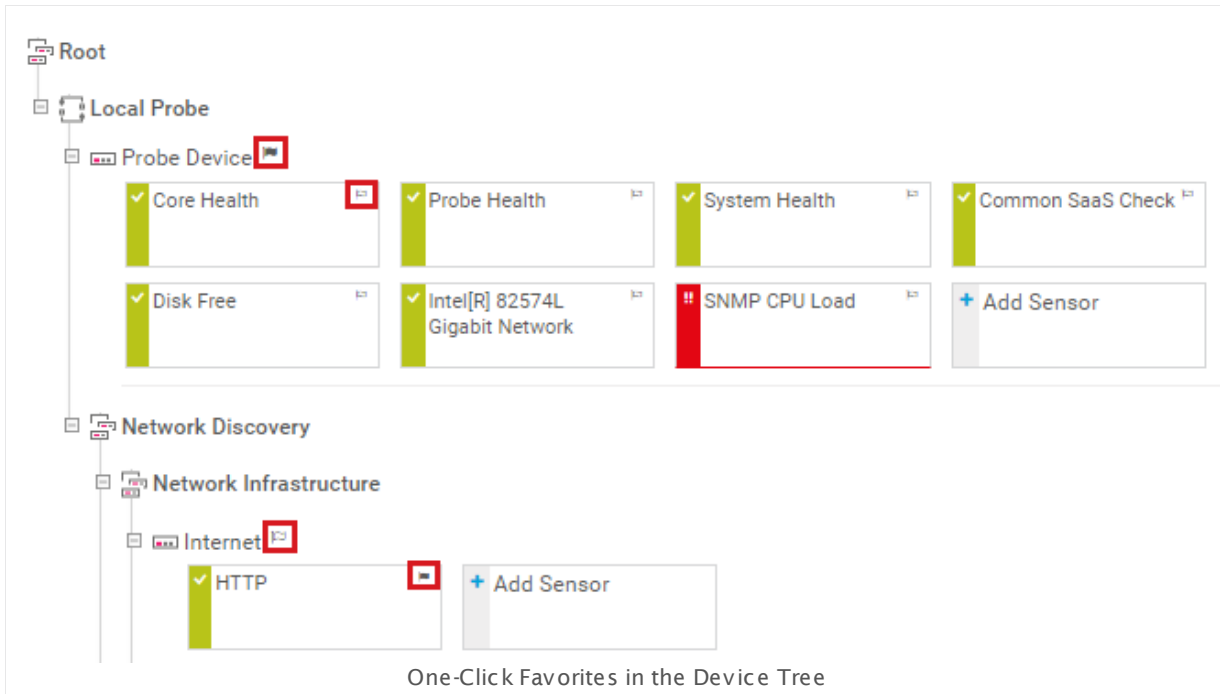 Root
Local Probe
Probe Device
Core Health
Probe Health
System Health
Common SaaS Check
Disk Free
Intel[R] 82574L
Gigabit Network
SNMP CPU Load
Add Sensor
Network Discovery
Network Infrastructure
Internet
HTTP
Add Sensor
One-Click Favorites in the Device Tree